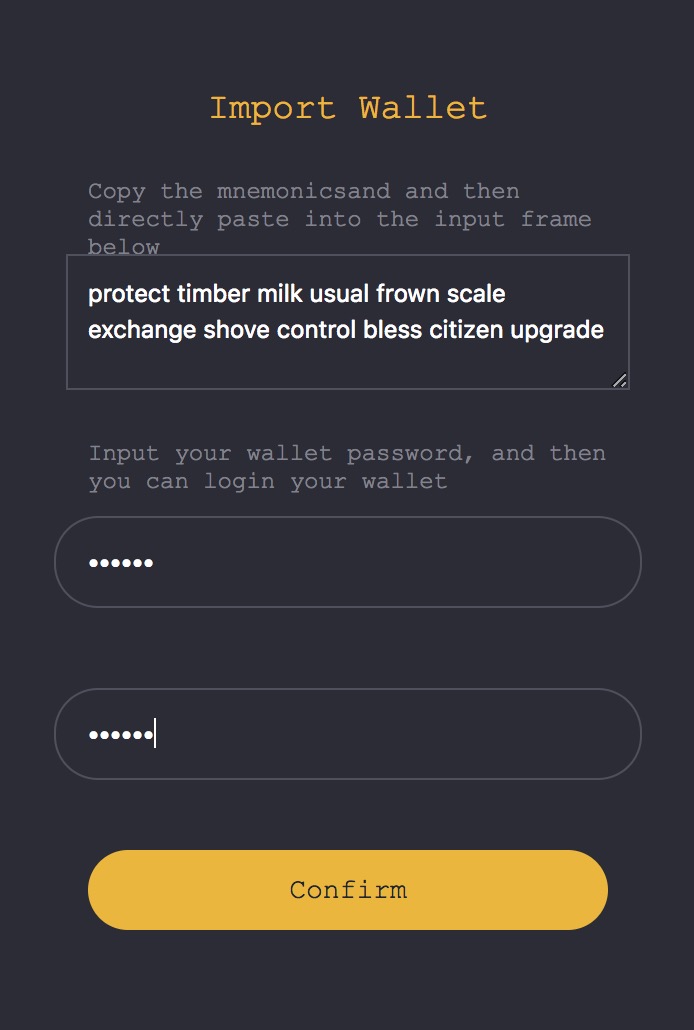 Import Wallet
Copy the mnemonicsand and then
directly paste into the input frame
below
protect timber milk usual frown scale
exchange shove control bless citizen upgrade
Input your wallet password, and then
you can login your wallet
••••••
••••••
Confirm